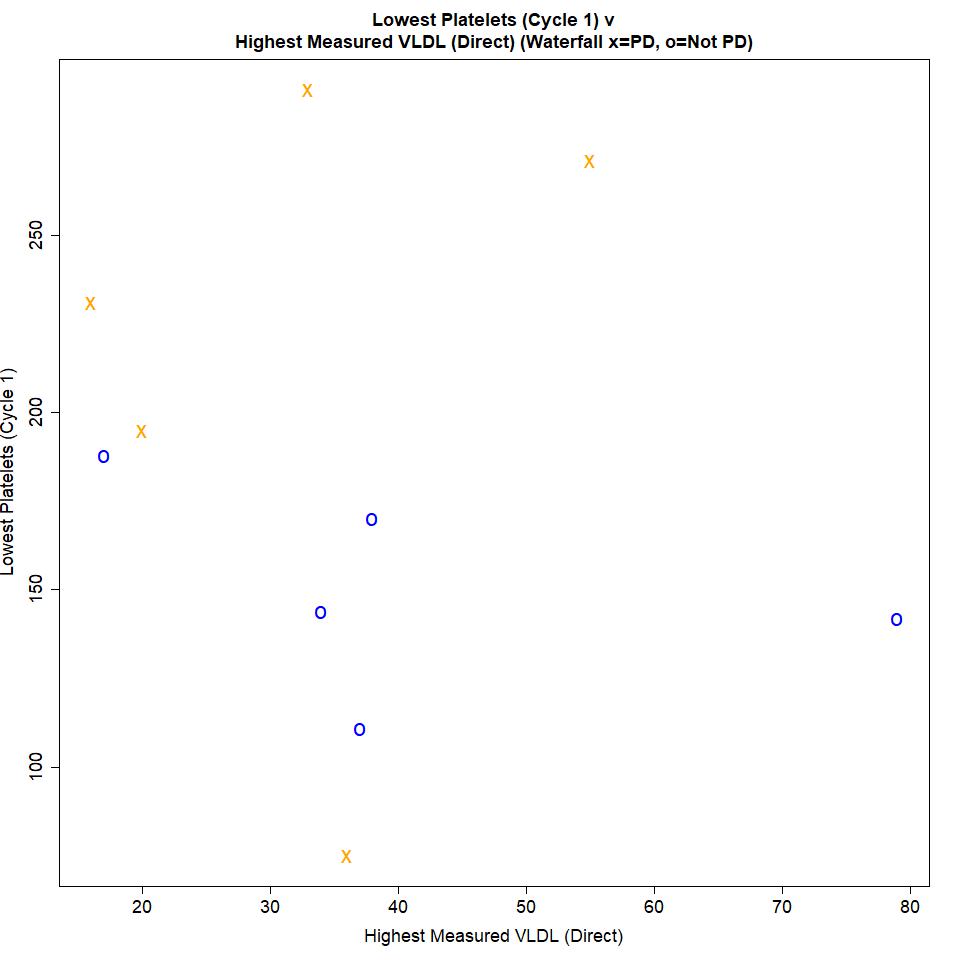 Lowest Platelets (Cycle 1) v
Highest Measured VLDL (Direct) (Waterfall x=PD, o=Not PD)
Lowest Platelets (Cycle 1)
250
200
150
100
X
X
X
X
O
O
O
O
O
X
20 30 40 50 60 70 80
Highest Measured VLDL (Direct)